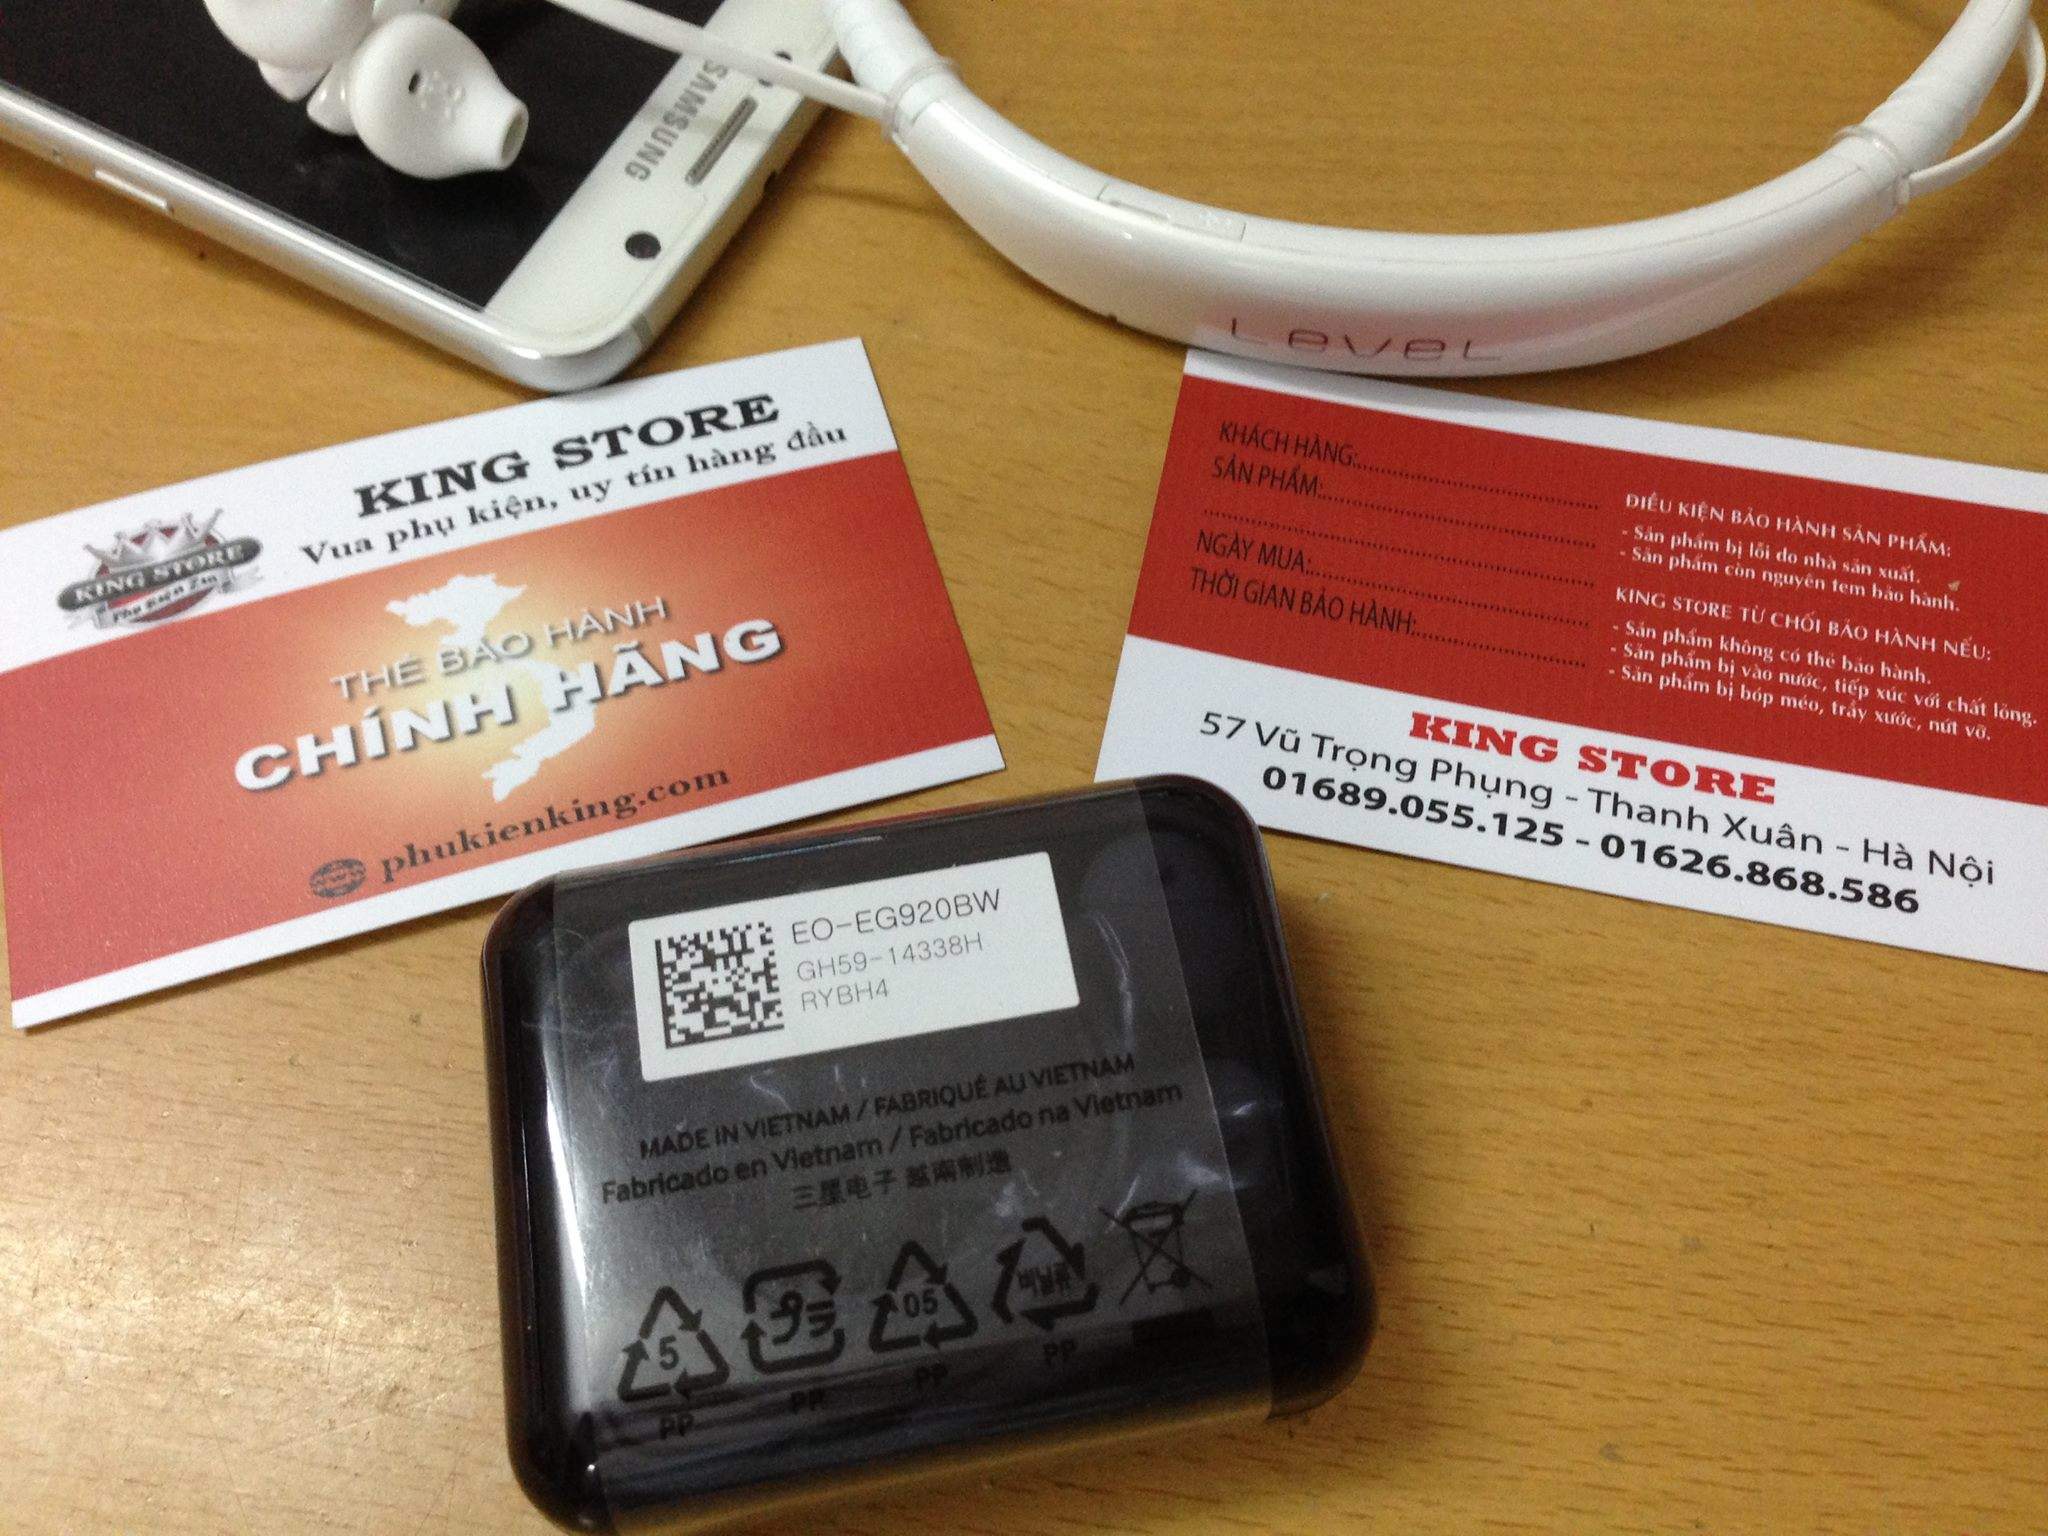 SAMSUNG
LeveL
KING STORE
Vua phụ kiện, uy tín hàng đầu
KING STORE
Phụ Kiện Zin
THẺ BẢO HÀNH
CHÍNH HÃNG
phukienking.com
KHÁCH HÀNG:
SẢN PHẨM:
NGÀY MUA:
THỜI GIAN BẢO HÀNH:
ĐIỀU KIỆN BẢO HÀNH SẢN PHẨM:
- Sản phẩm bị lỗi do nhà sản xuất.
- Sản phẩm còn nguyên tem bảo hành.
KING STORE TỪ CHỐI BẢO HÀNH NẾU:
- Sản phẩm không có thẻ bảo hành.
- Sản phẩm bị vào nước, tiếp xúc với chất lỏng.
- Sản phẩm bị bóp méo, trầy xước, nứt vỡ.
KING STORE
57 Vũ Trọng Phụng - Thanh Xuân - Hà Nội
01689.055.125 - 01626.868.586
EO-EG920BW
GH59-14338H
RYBH4
MADE IN VIETNAM / FABRIQUÉ AU VIETNAM
Fabricado en Vietnam / Fabricado na Vietnam
三星电子 越南制造
5 05 비닐류
PP PP PP PP